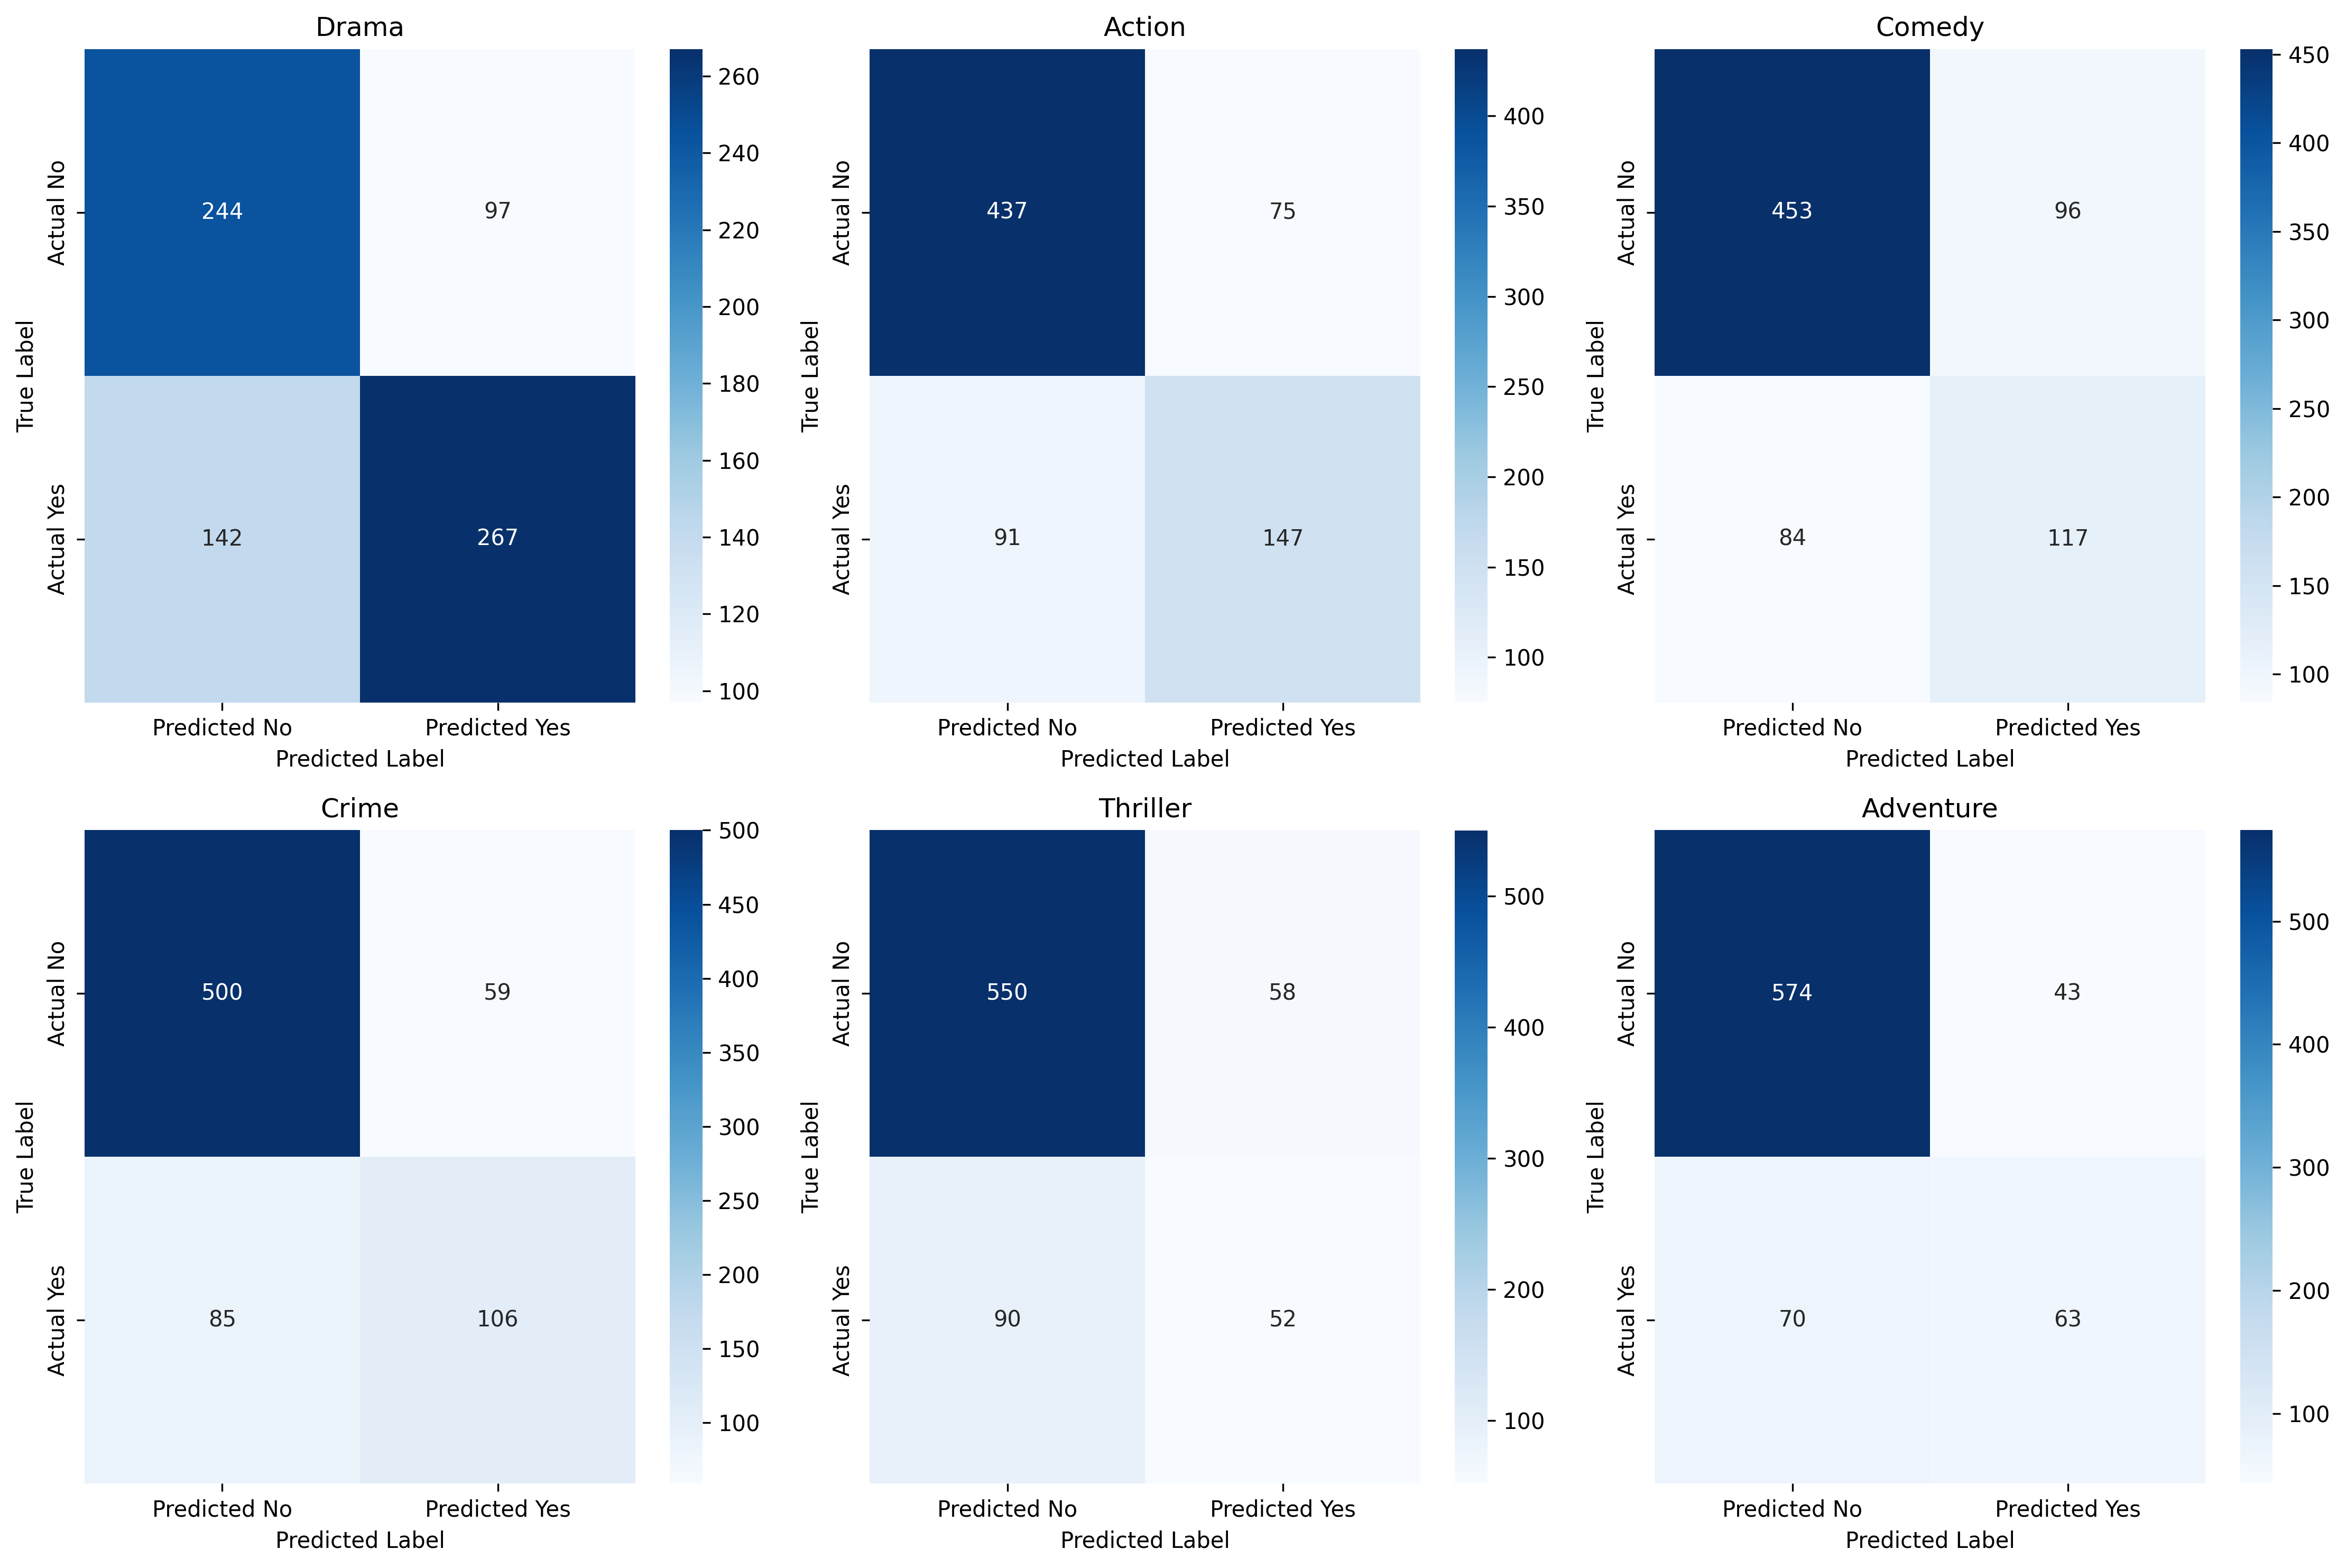 Drama
Actual No
Actual Yes
True Label
244
97
142
267
Predicted No
Predicted Yes
Predicted Label
260
240
220
200
180
160
140
120
100
Action
Actual No
Actual Yes
True Label
437
75
91
147
Predicted No
Predicted Yes
Predicted Label
400
350
300
250
200
150
100
Comedy
Actual No
Actual Yes
True Label
453
96
84
117
Predicted No
Predicted Yes
Predicted Label
450
400
350
300
250
200
150
100
Crime
Actual No
Actual Yes
True Label
500
59
85
106
Predicted No
Predicted Yes
Predicted Label
500
450
400
350
300
250
200
150
100
Thriller
Actual No
Actual Yes
True Label
550
58
90
52
Predicted No
Predicted Yes
Predicted Label
500
400
300
200
100
Adventure
Actual No
Actual Yes
True Label
574
43
70
63
Predicted No
Predicted Yes
Predicted Label
500
400
300
200
100